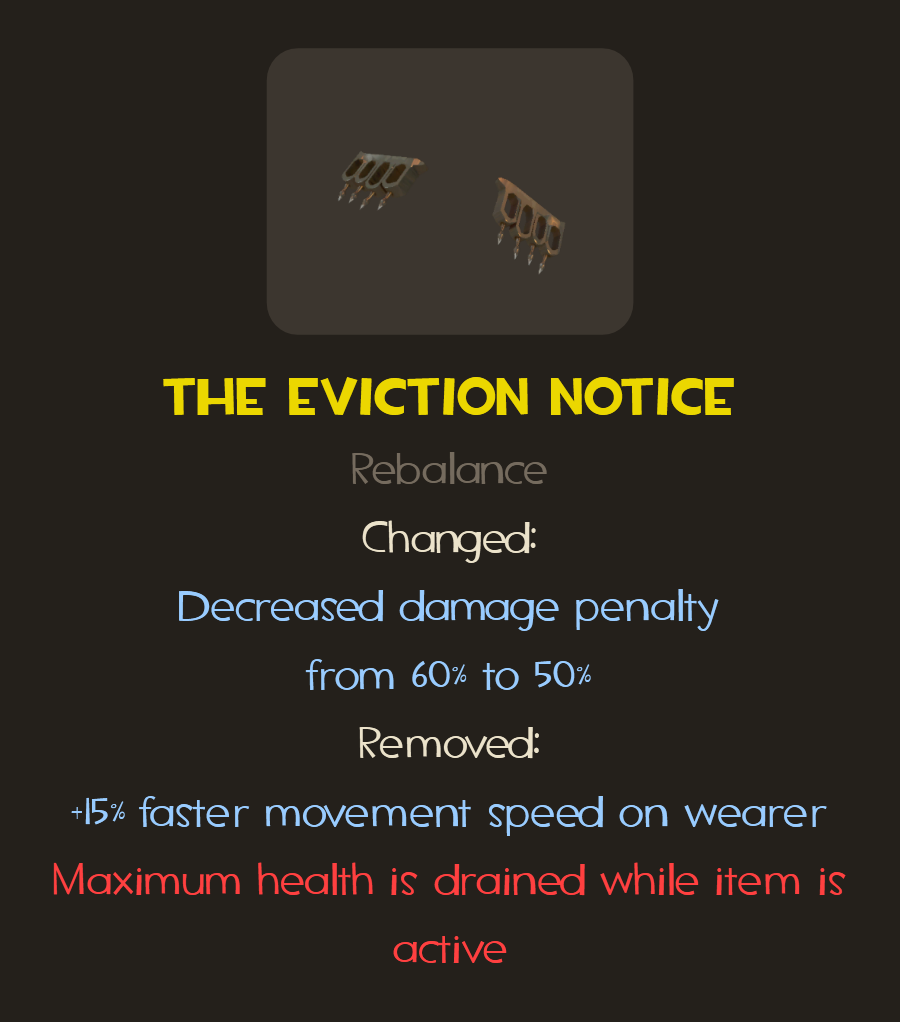 THE EVICTION NOTICE
Rebalance
Changed:
Decreased damage penalty
from 60% to 50%
Removed:
+15% faster movement speed on wearer
Maximum health is drained while item is
active